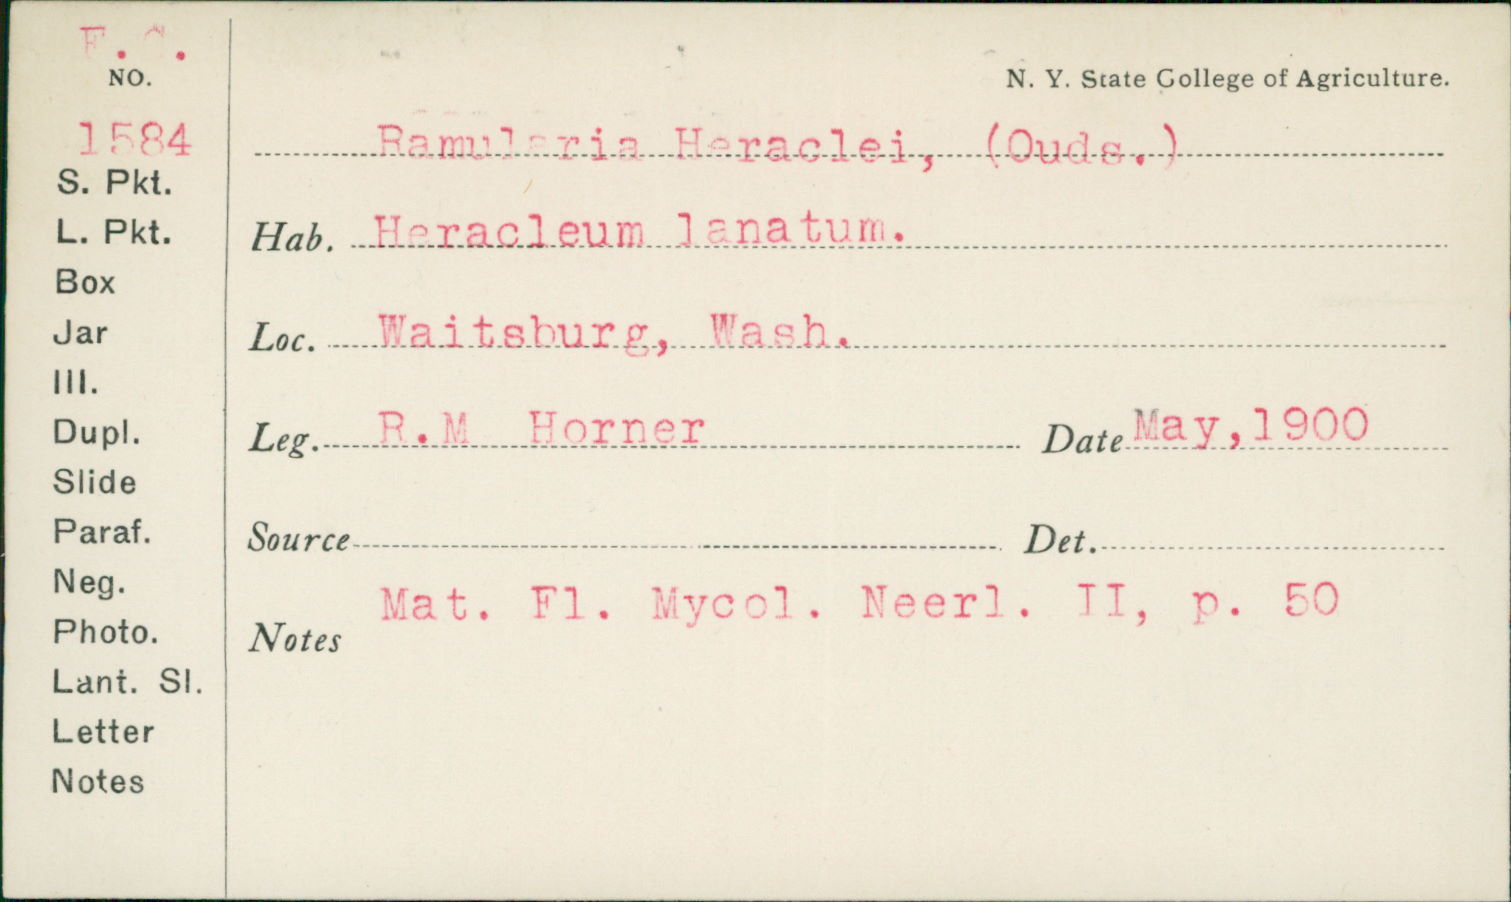 F.C.
NO.
1584
S. Pkt.
L. Pkt.
Box
Jar
Ill.
Dupl.
Slide
Paraf.
Neg.
Photo.
Lant. Sl.
Letter
Notes
N. Y. State College of Agriculture.
Ramularia Heraclei, (Ouds.)
Hab. Heracleum lanatum.
Loc. Waitsburg, Wash.
Leg. R.M Horner Date May,1900
Source Det.
Notes Mat. Fl. Mycol. Neerl. II, p. 50